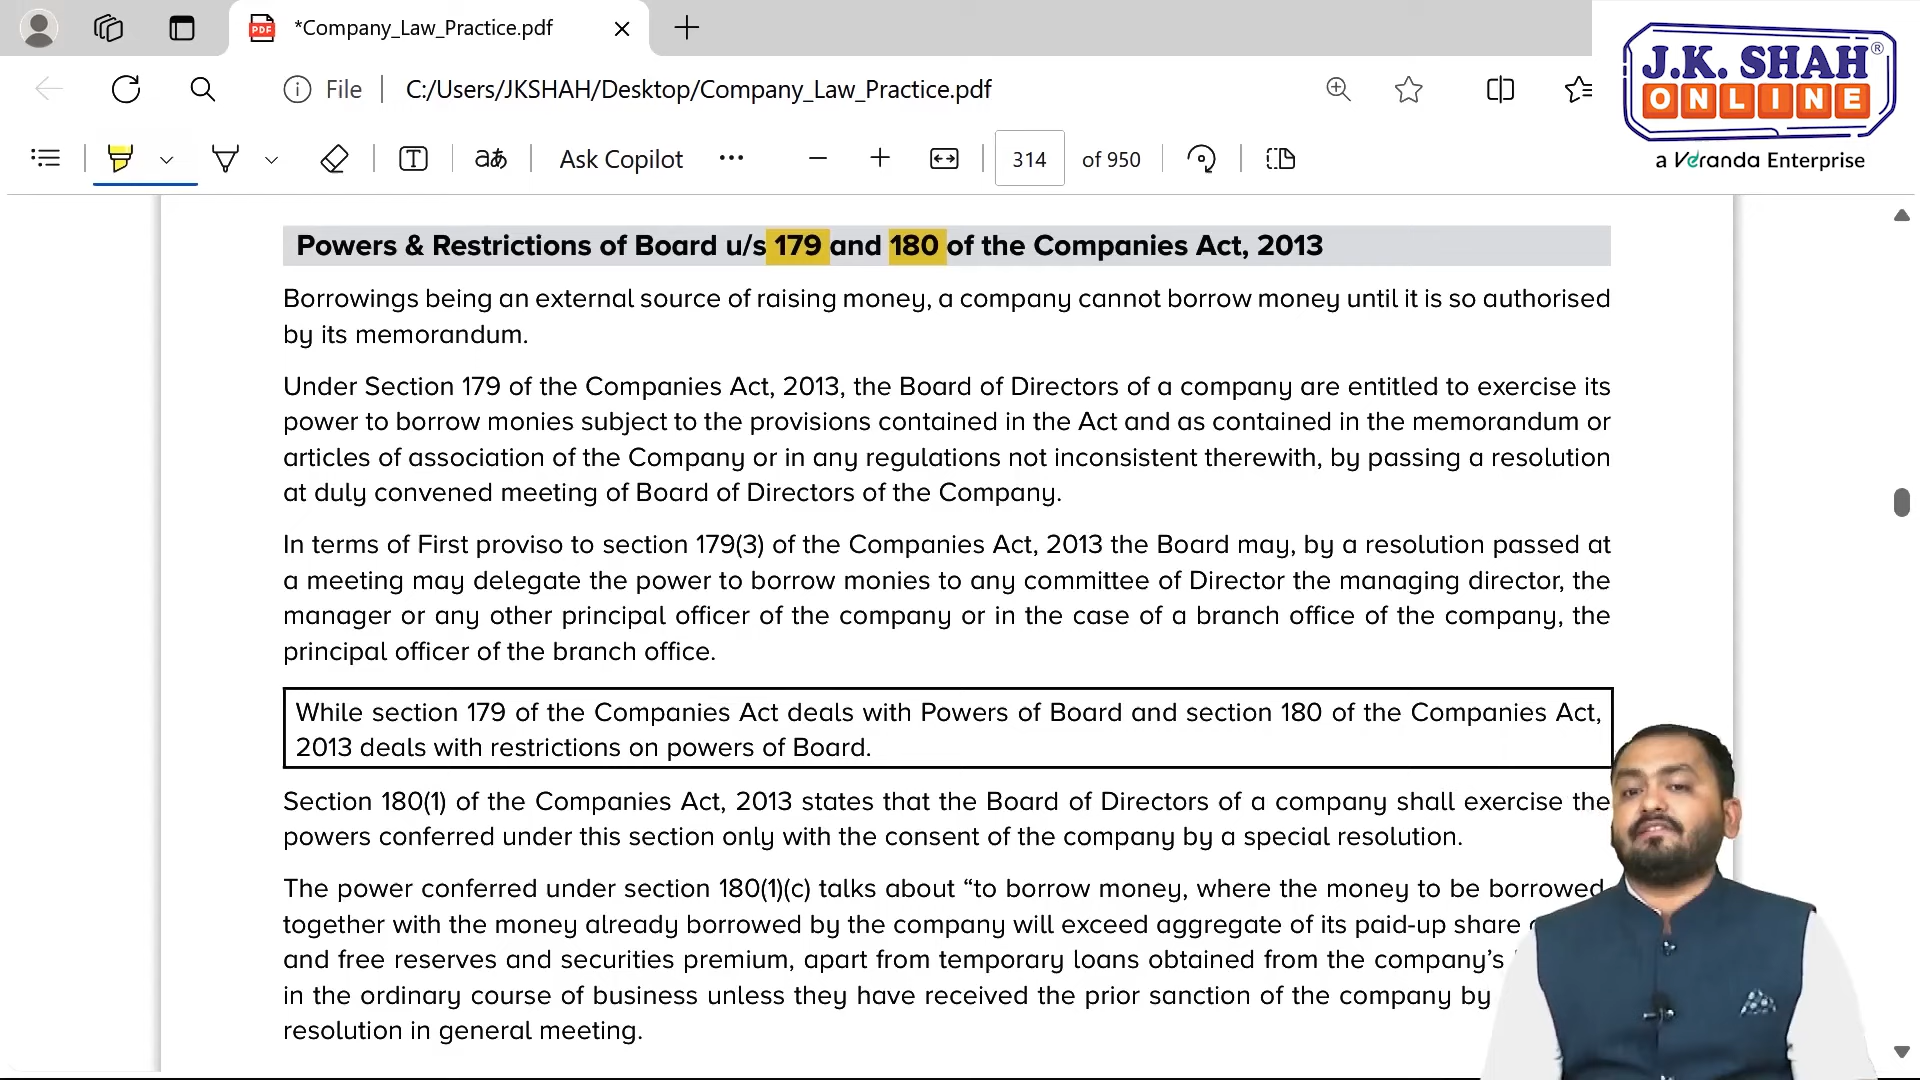 *Company_Law_Practice.pdf
J.K. SHAH®
ONLINE
a Veranda Enterprise
File
C:/Users/JKSHAH/Desktop/Company_Law_Practice.pdf
PDF
T
aあ
Ask Copilot
314
of 950
Powers & Restrictions of Board u/s 179 and 180 of the Companies Act, 2013
Borrowings being an external source of raising money, a company cannot borrow money until it is so authorised
by its memorandum.
Under Section 179 of the Companies Act, 2013, the Board of Directors of a company are entitled to exercise its
power to borrow monies subject to the provisions contained in the Act and as contained in the memorandum or
articles of association of the Company or in any regulations not inconsistent therewith, by passing a resolution
at duly convened meeting of Board of Directors of the Company.
In terms of First proviso to section 179(3) of the Companies Act, 2013 the Board may, by a resolution passed at
a meeting may delegate the power to borrow monies to any committee of Director the managing director, the
manager or any other principal officer of the company or in the case of a branch office of the company, the
principal officer of the branch office.
While section 179 of the Companies Act deals with Powers of Board and section 180 of the Companies Act,
2013 deals with restrictions on powers of Board.
Section 180(1) of the Companies Act, 2013 states that the Board of Directors of a company shall exercise the
powers conferred under this section only with the consent of the company by a special resolution.
The power conferred under section 180(1)(c) talks about “to borrow money, where the money to be borrowed,
together with the money already borrowed by the company will exceed aggregate of its paid-up share
and free reserves and securities premium, apart from temporary loans obtained from the company’s
in the ordinary course of business unless they have received the prior sanction of the company by
resolution in general meeting.